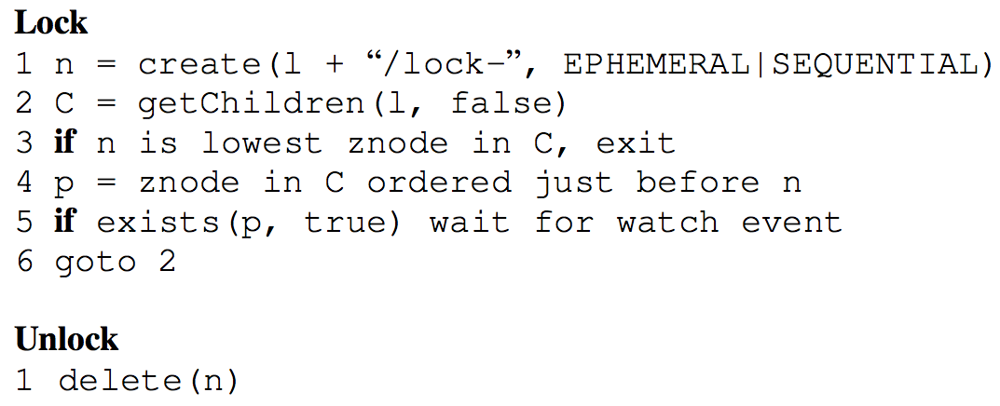 Lock
1 n = create(l + “/lock-”, EPHEMERAL|SEQUENTIAL)
2 C = getChildren(l, false)
3 if n is lowest znode in C, exit
4 p = znode in C ordered just before n
5 if exists(p, true) wait for watch event
6 goto 2
Unlock
1 delete(n)